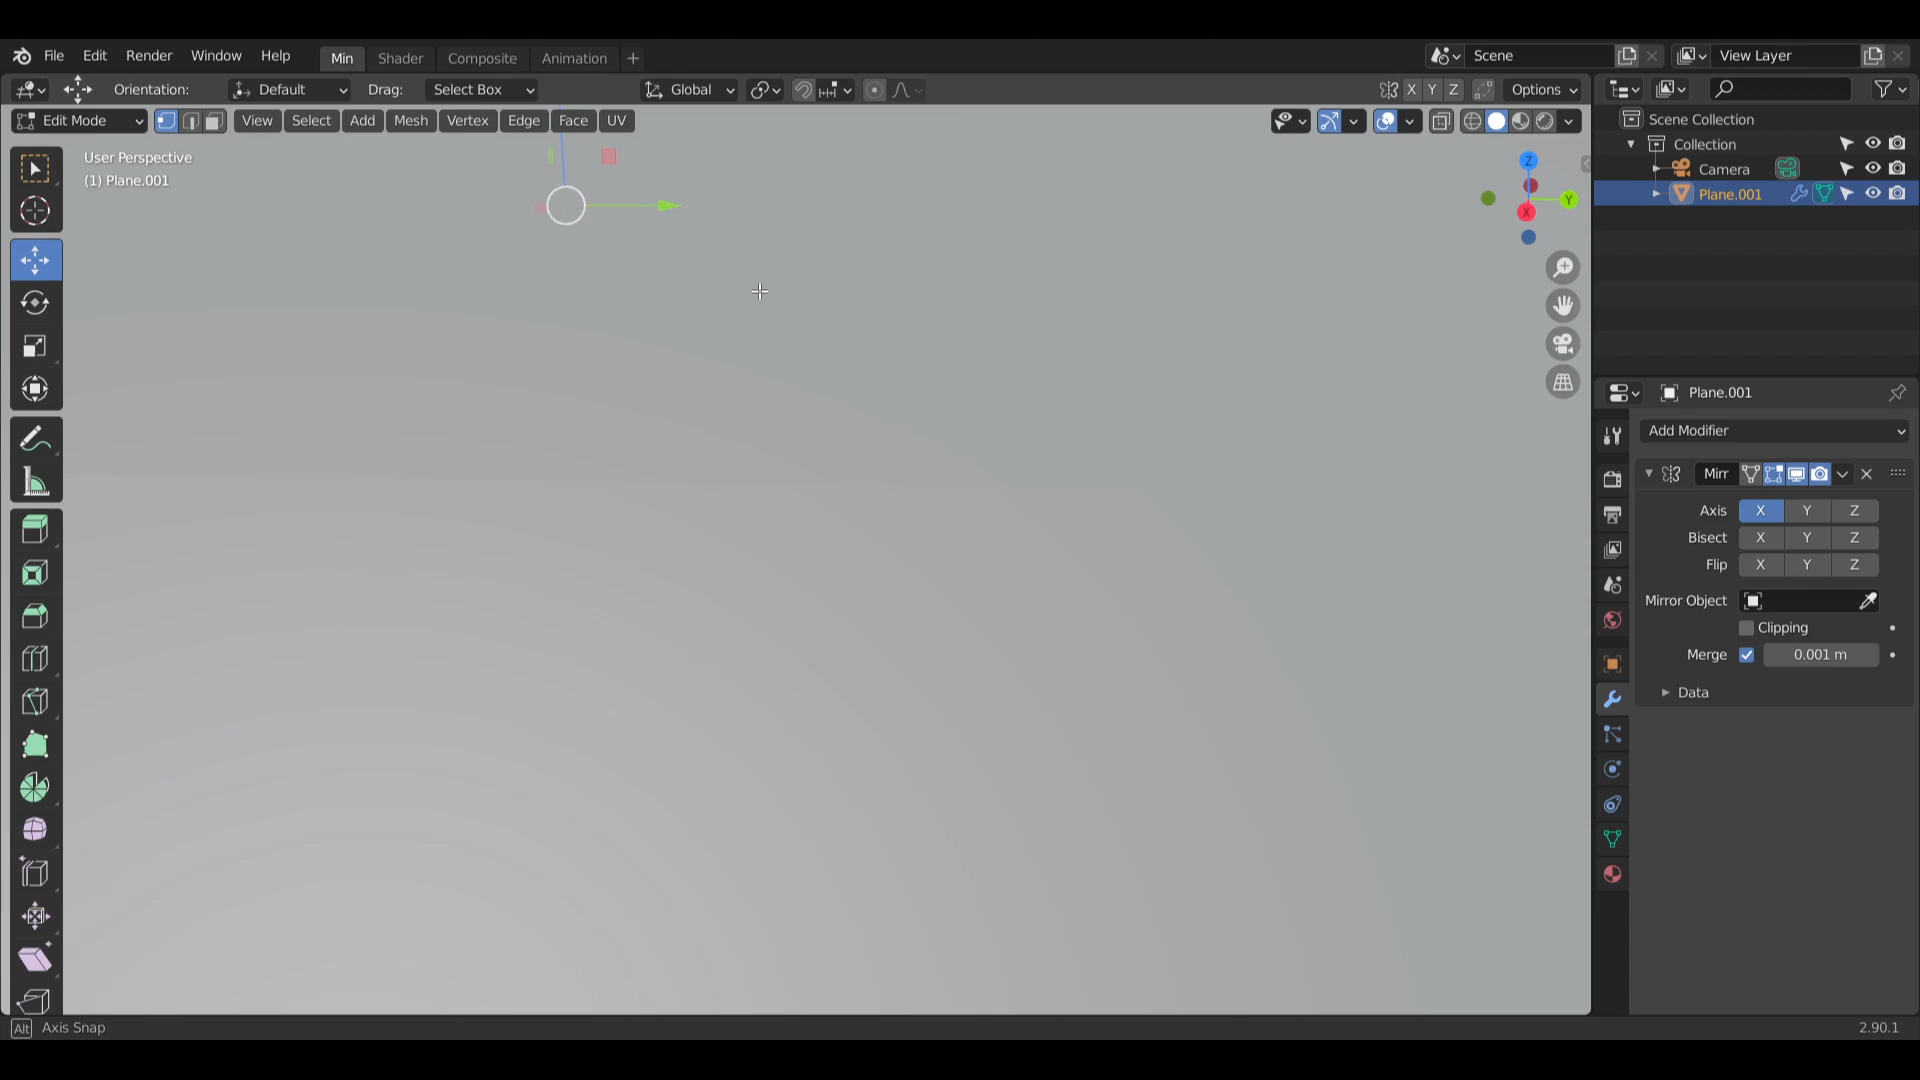 File Edit Render Window Help Min Shader Composite Animation + Scene View Layer
Orientation: Default Drag: Select Box Global X Y Z Options
Edit Mode View Select Add Mesh Vertex Edge Face UV
Scene Collection
Collection
Camera
Plane.001
User Perspective
(1) Plane.001
Z
Y
X
Plane.001
Add Modifier
Mirr
Axis X Y Z
Bisect X Y Z
Flip X Y Z
Mirror Object
Clipping
Merge 0.001 m
Data
Alt Axis Snap 2.90.1